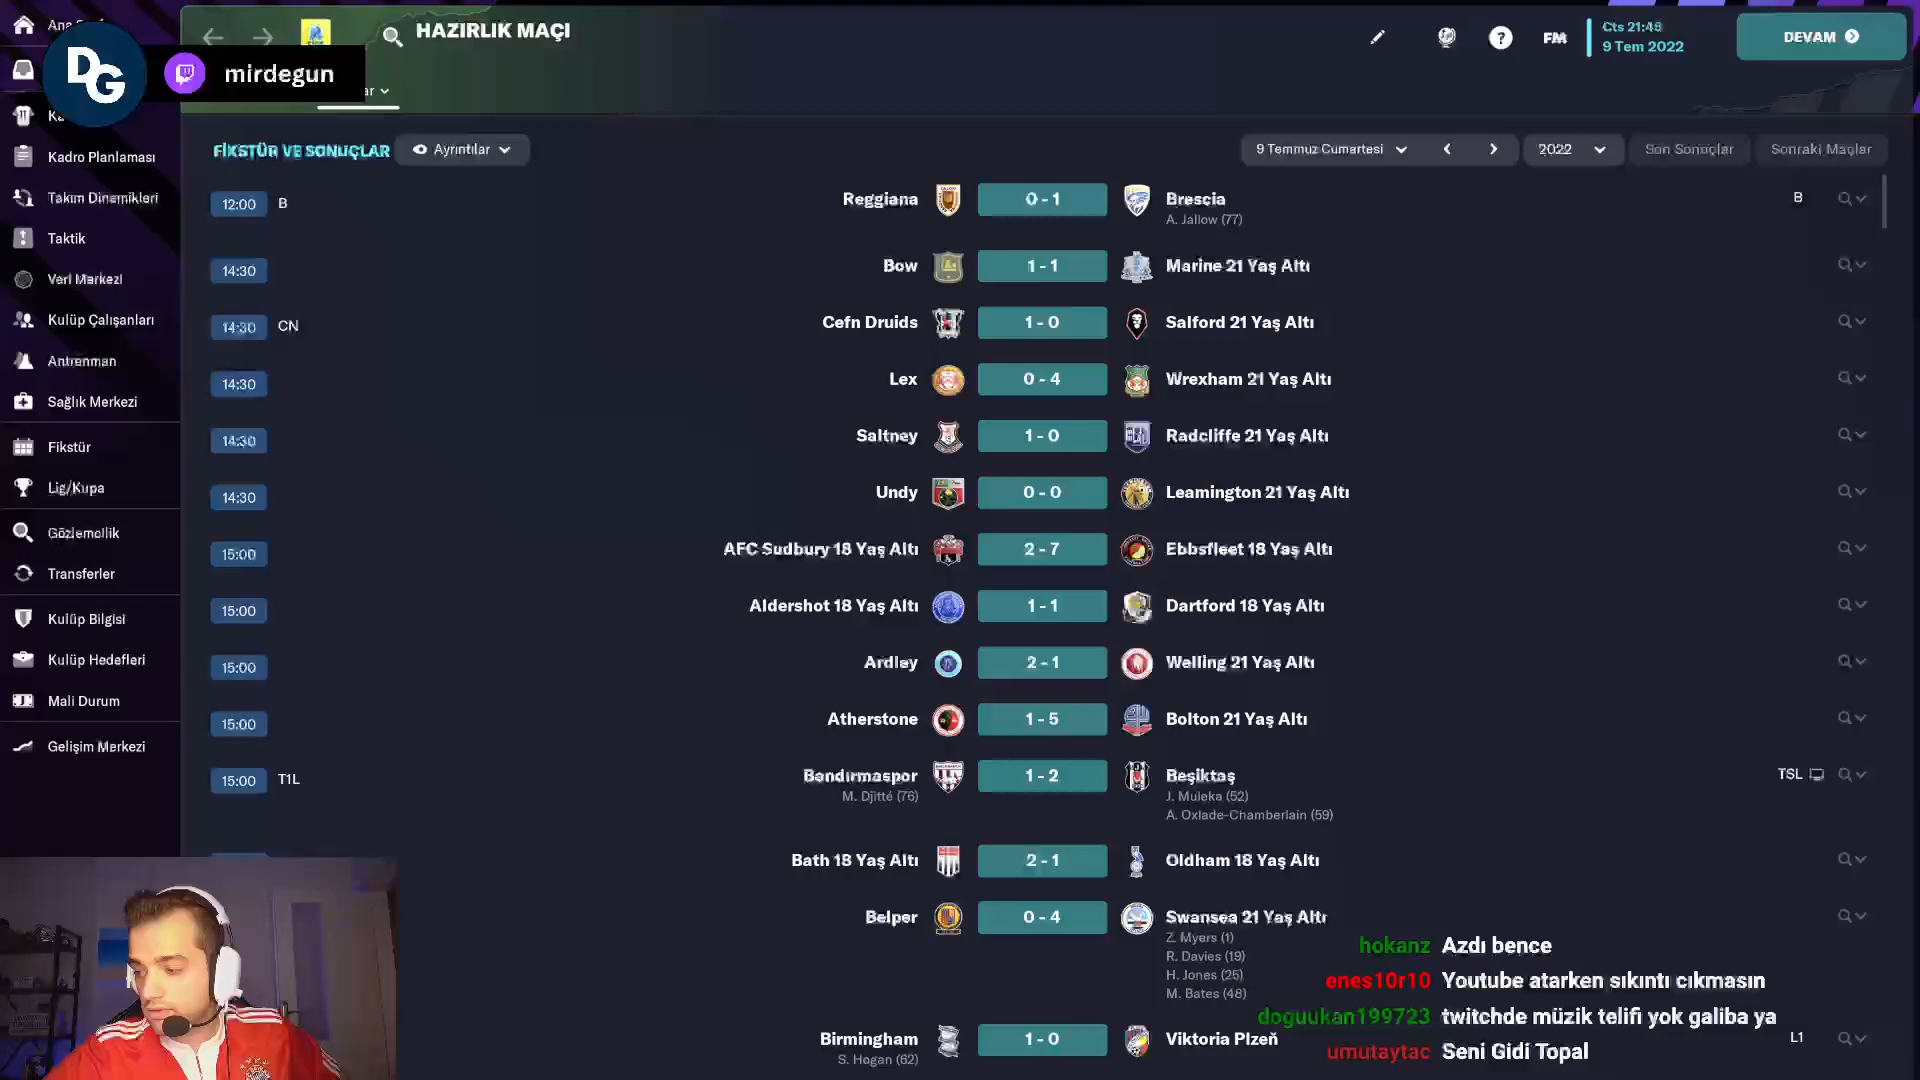 HAZIRLIK MAÇI
FM
Cts 21:45
9 Tem 2022
DEVAM
DG
mirdegun
Kadro Planlaması
Takım Dinamikleri
Taktik
Veri Merkezi
Kulüp Çalışanları
Antrenman
Sağlık Merkezi
Fikstür
Lig/Kupa
Gözlemcilik
Transferler
Kulüp Bilgisi
Kulüp Hedefleri
Mali Durum
Gelişim Merkezi
FİKSTÜR VE SONUÇLAR
Ayrıntılar
9 Temmuz Cumartesi
2022
Son Sonuçlar
Sonraki Maçlar
12:00 B Reggiana 0 - 1 Brescia B
A. Jallow (77)
14:30 Bow 1 - 1 Marine 21 Yaş Altı
14:30 CN Cefn Druids 1 - 0 Salford 21 Yaş Altı
14:30 Lex 0 - 4 Wrexham 21 Yaş Altı
14:30 Saltney 1 - 0 Radcliffe 21 Yaş Altı
14:30 Undy 0 - 0 Leamington 21 Yaş Altı
15:00 AFC Sudbury 18 Yaş Altı 2 - 7 Ebbsfleet 18 Yaş Altı
15:00 Aldershot 18 Yaş Altı 1 - 1 Dartford 18 Yaş Altı
15:00 Ardley 2 - 1 Welling 21 Yaş Altı
15:00 Atherstone 1 - 5 Bolton 21 Yaş Altı
15:00 T1L Bandırmaspor 1 - 2 Beşiktaş TSL
M. Djitté (76) J. Muleka (52)
A. Oxlade-Chamberlain (59)
Bath 18 Yaş Altı 2 - 1 Oldham 18 Yaş Altı
Belper 0 - 4 Swansea 21 Yaş Altı
Z. Myers (1)
R. Davies (19)
H. Jones (25)
M. Bates (48)
Birmingham 1 - 0 Viktoria Plzeň L1
S. Hogan (62)
hokanz Azdı bence
enes10r10 Youtube atarken sıkıntı cıkmasın
doguukan199723 twitchde müzik telifi yok galiba ya
umutaytac Seni Gidi Topal